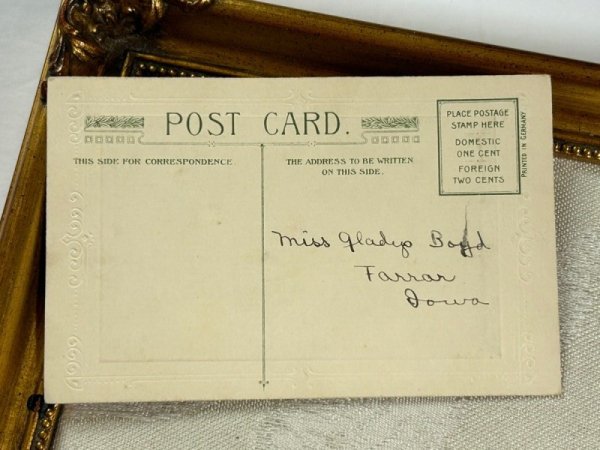 POST CARD.
THIS SIDE FOR CORRESPONDENCE.
THE ADDRESS TO BE WRITTEN
ON THIS SIDE.
PLACE POSTAGE
STAMP HERE
DOMESTIC
ONE CENT
FOREIGN
TWO CENTS
PRINTED IN GERMANY
Miss Gladys Boyd
Farrar
Iowa